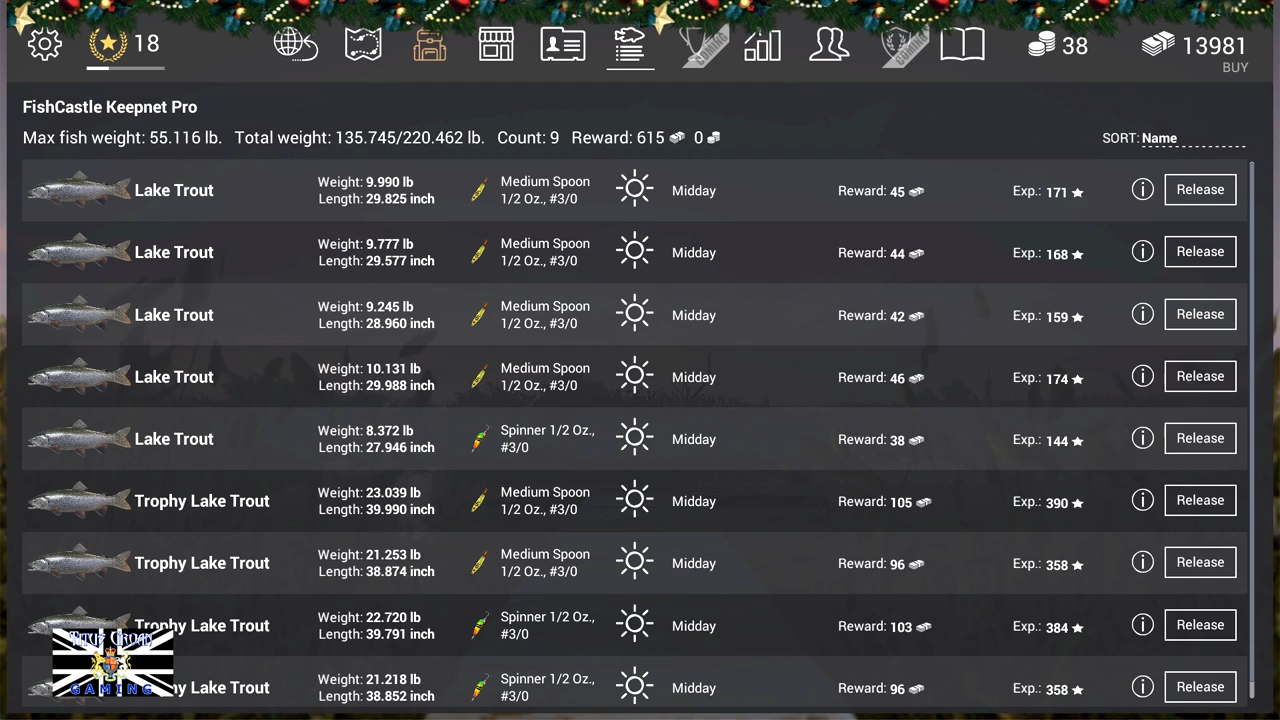 18
38
13981
BUY
FishCastle Keepnet Pro
Max fish weight: 55.116 lb. Total weight: 135.745/220.462 lb. Count: 9 Reward: 615 0
SORT: Name
Lake Trout Weight: 9.990 lb Medium Spoon Midday Reward: 45 Exp.: 171 Release
Length: 29.825 inch 1/2 Oz., #3/0
Lake Trout Weight: 9.777 lb Medium Spoon Midday Reward: 44 Exp.: 168 Release
Length: 29.577 inch 1/2 Oz., #3/0
Lake Trout Weight: 9.245 lb Medium Spoon Midday Reward: 42 Exp.: 159 Release
Length: 28.960 inch 1/2 Oz., #3/0
Lake Trout Weight: 10.131 lb Medium Spoon Midday Reward: 46 Exp.: 174 Release
Length: 29.988 inch 1/2 Oz., #3/0
Lake Trout Weight: 8.372 lb Spinner 1/2 Oz., Midday Reward: 38 Exp.: 144 Release
Length: 27.946 inch #3/0
Trophy Lake Trout Weight: 23.039 lb Medium Spoon Midday Reward: 105 Exp.: 390 Release
Length: 39.990 inch 1/2 Oz., #3/0
Trophy Lake Trout Weight: 21.253 lb Medium Spoon Midday Reward: 96 Exp.: 358 Release
Length: 38.874 inch 1/2 Oz., #3/0
Trophy Lake Trout Weight: 22.720 lb Spinner 1/2 Oz., Midday Reward: 103 Exp.: 384 Release
Length: 39.791 inch #3/0
hy Lake Trout Weight: 21.218 lb Spinner 1/2 Oz., Midday Reward: 96 Exp.: 358 Release
Length: 38.852 inch #3/0
GAMING